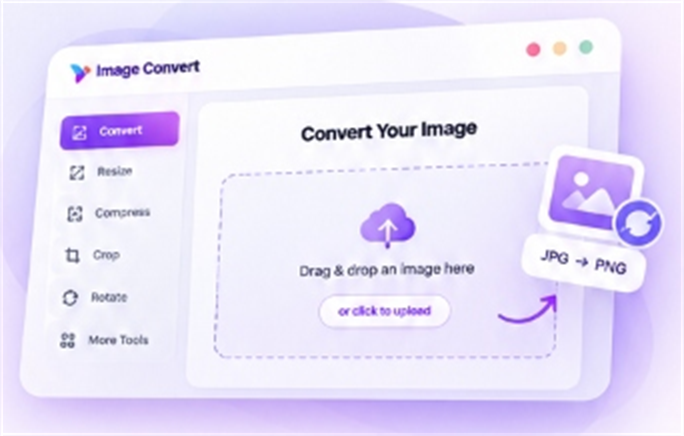 Image Convert
Convert
Resize
Compress
Crop
Rotate
More Tools
Convert Your Image
Drag & drop an image here
or click to upload
JPG → PNG